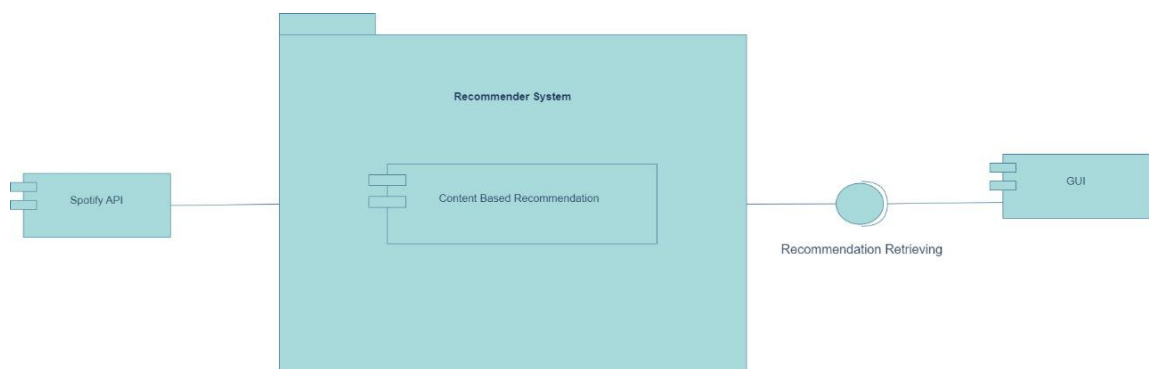 Recommender System
Spotify API
Content Based Recommendation
GUI
Recommendation Retrieving